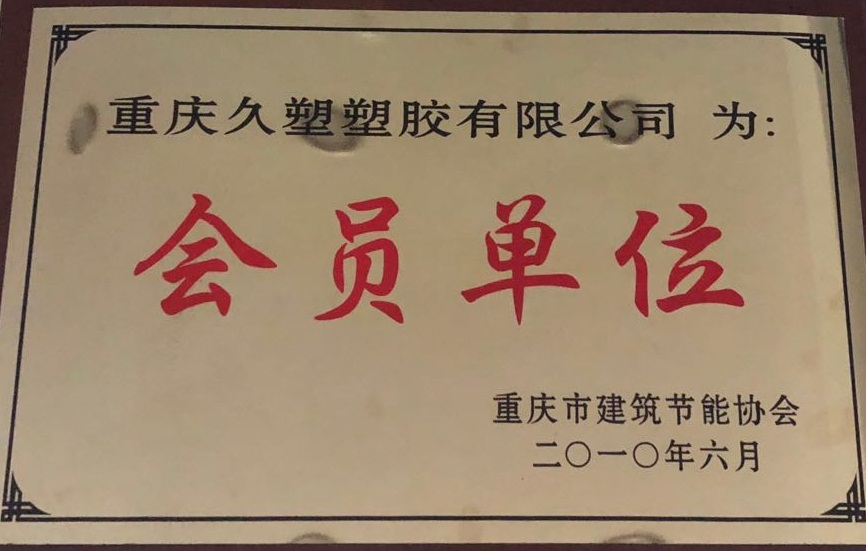 重庆久塑塑胶有限公司 为:
会员单位
重庆市建筑节能协会
二〇一〇年六月